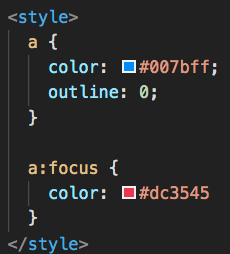 <style>
a {
color: #007bff;
outline: 0;
}
a:focus {
color: #dc3545
}
</style>